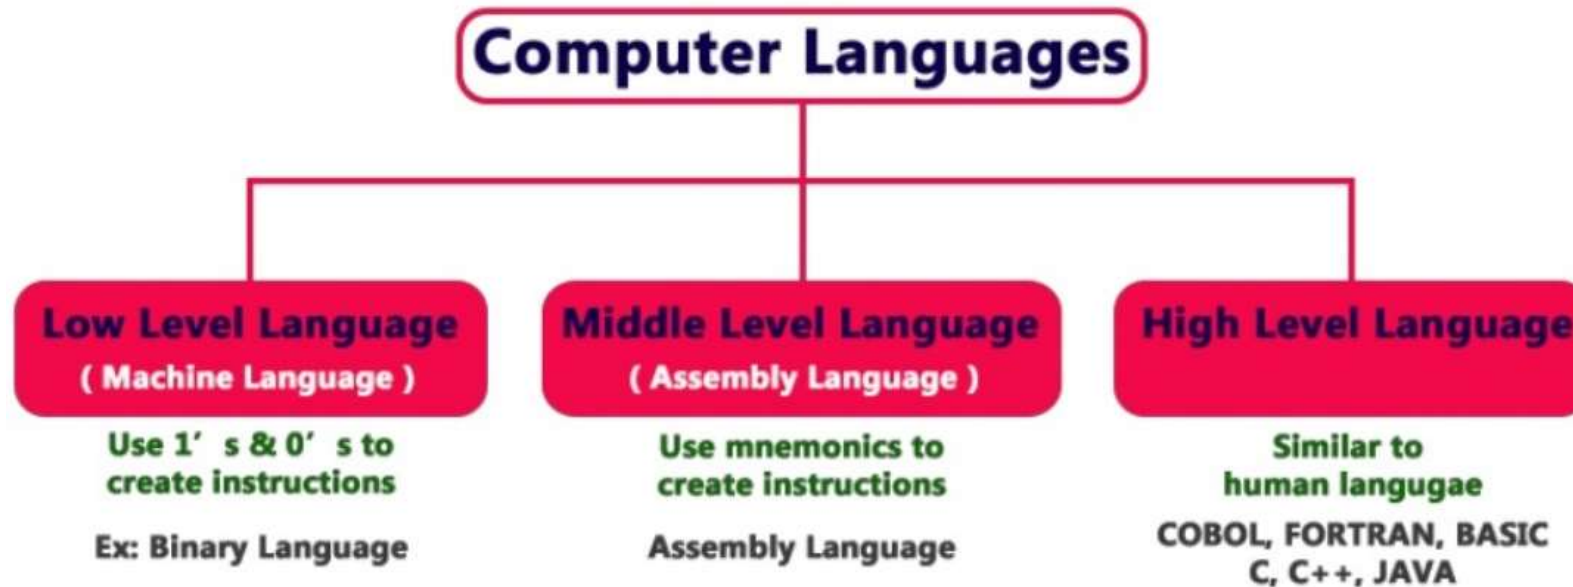 Computer Languages
Low Level Language
( Machine Language )
Use 1′ s & 0′ s to
create instructions
Ex: Binary Language
Middle Level Language
( Assembly Language )
Use mnemonics to
create instructions
Assembly Language
High Level Language
Similar to
human langugae
COBOL, FORTRAN, BASIC
C, C++, JAVA